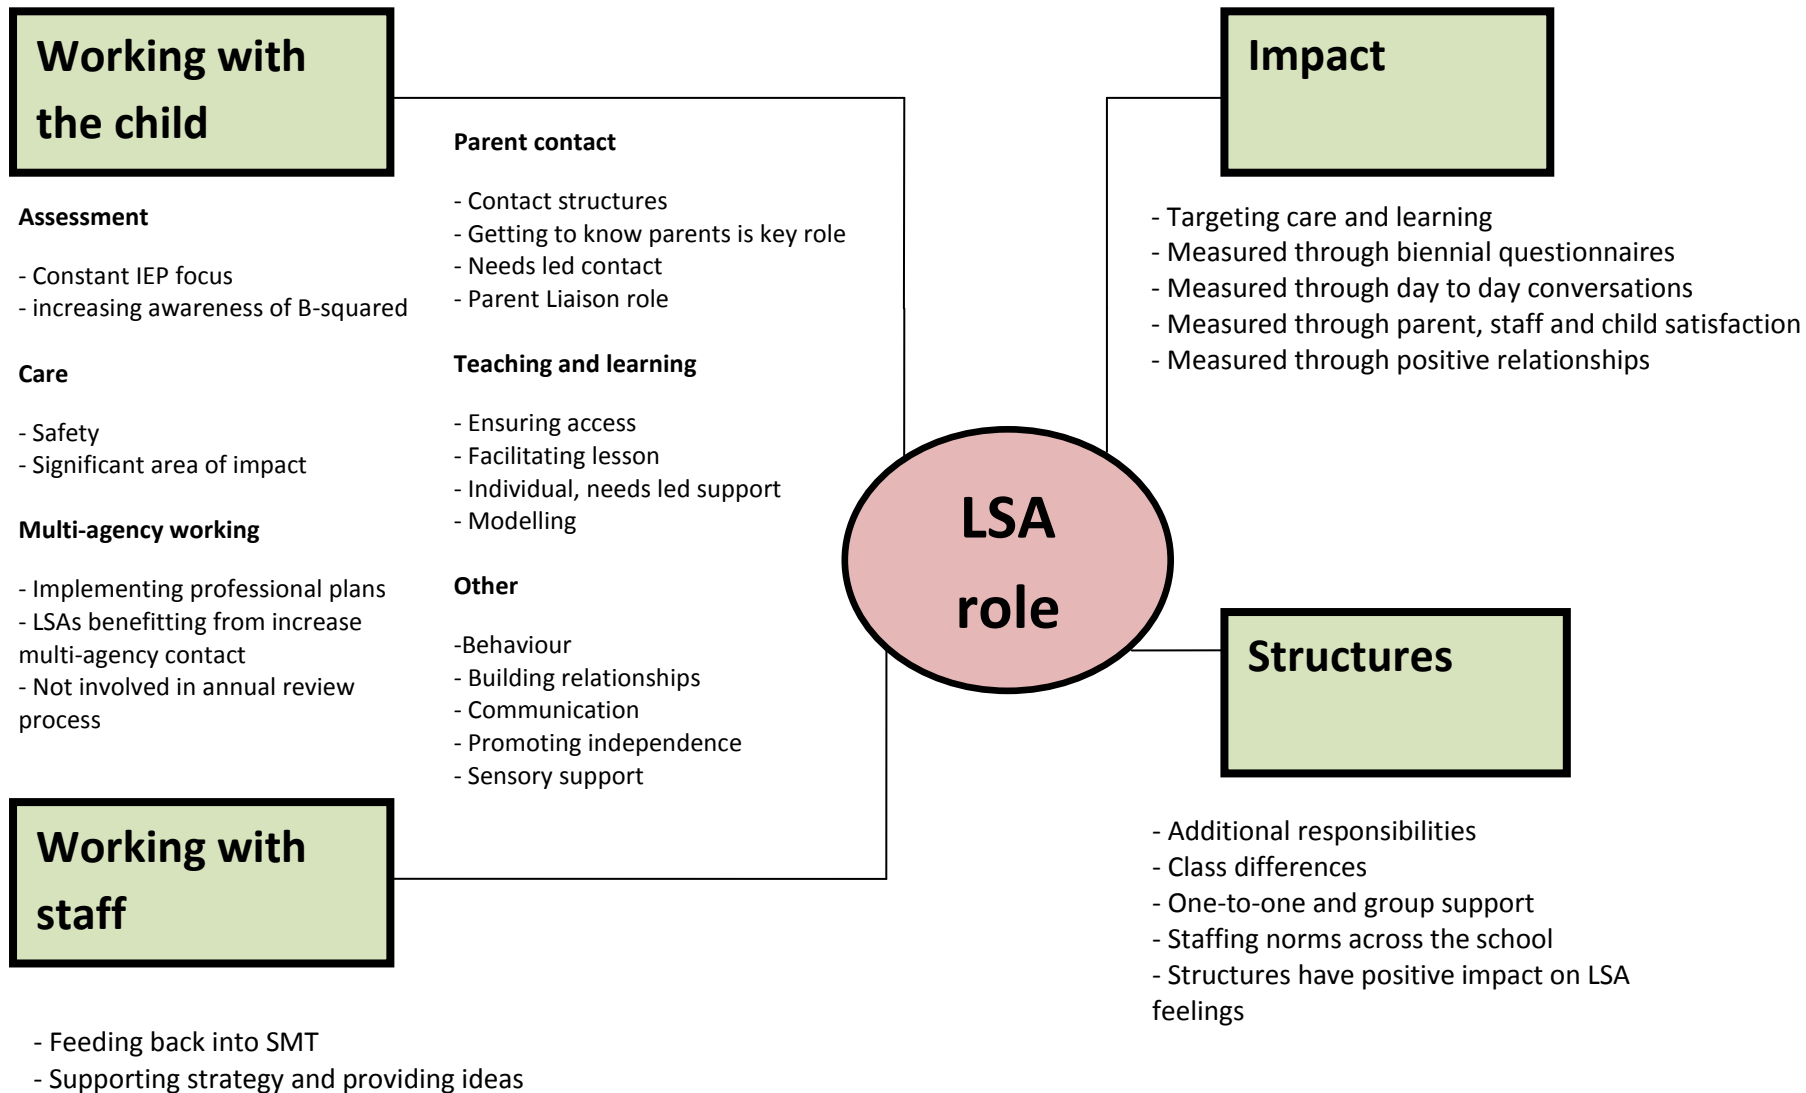 Working with
the child
Assessment
- Constant IEP focus
- increasing awareness of B-squared
Care
- Safety
- Significant area of impact
Multi-agency working
- Implementing professional plans
- LSAs benefitting from increase
multi-agency contact
- Not involved in annual review
process
Parent contact
- Contact structures
- Getting to know parents is key role
- Needs led contact
- Parent Liaison role
Teaching and learning
- Ensuring access
- Facilitating lesson
- Individual, needs led support
- Modelling
Other
-Behaviour
- Building relationships
- Communication
- Promoting independence
- Sensory support
Working with
staff
- Feeding back into SMT
- Supporting strategy and providing ideas
LSA
role
Impact
- Targeting care and learning
- Measured through biennial questionnaires
- Measured through day to day conversations
- Measured through parent, staff and child satisfaction
- Measured through positive relationships
Structures
- Additional responsibilities
- Class differences
- One-to-one and group support
- Staffing norms across the school
- Structures have positive impact on LSA
feelings